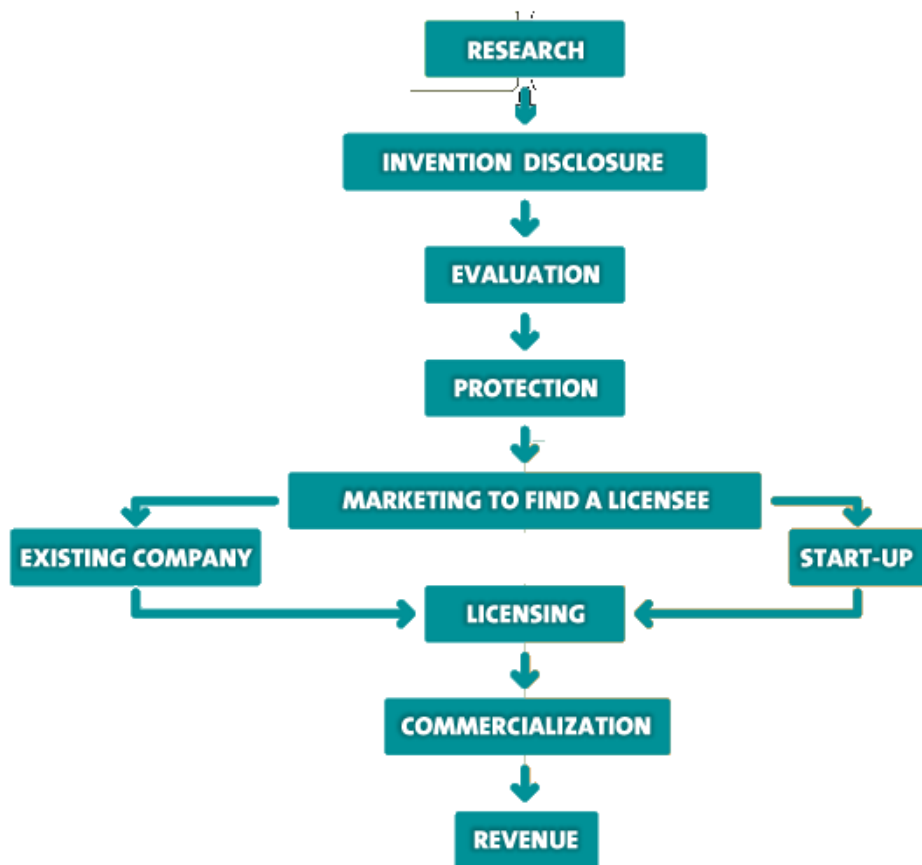 RESEARCH
INVENTION DISCLOSURE
EVALUATION
PROTECTION
MARKETING TO FIND A LICENSEE
EXISTING COMPANY
START-UP
LICENSING
COMMERCIALIZATION
REVENUE